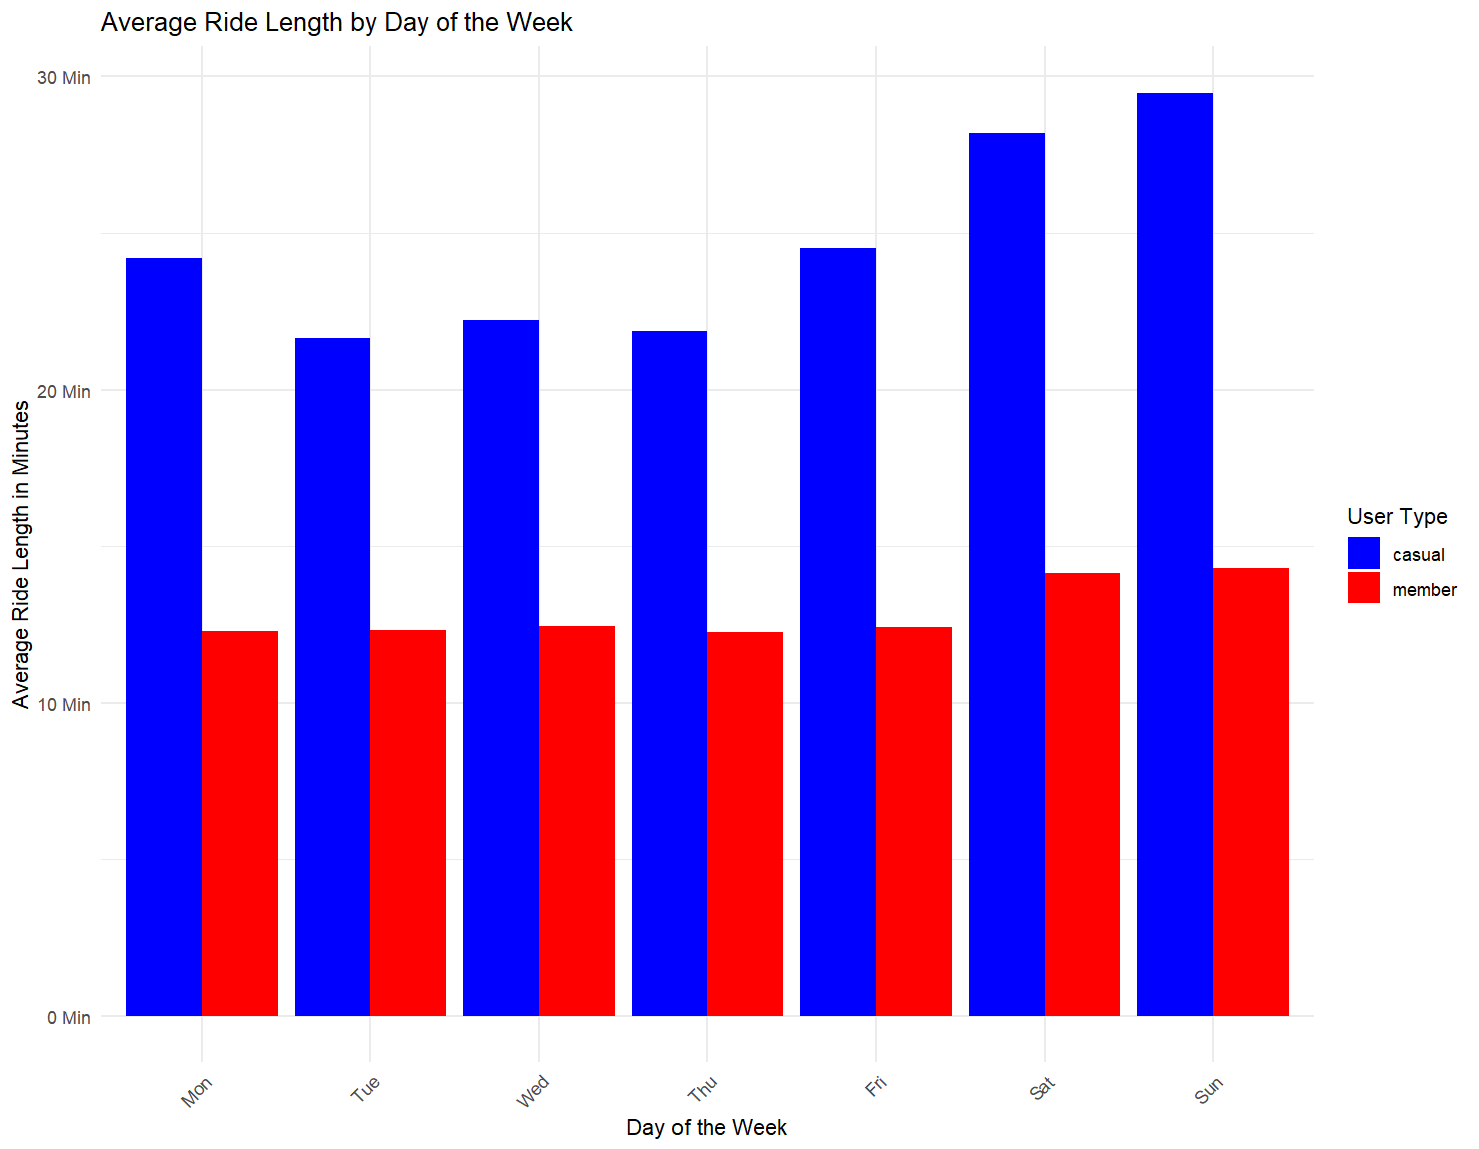 Average Ride Length by Day of the Week
Average Ride Length in Minutes
30 Min
20 Min
10 Min
0 Min
Mon
Tue
Wed
Thu
Fri
Sat
Sun
Day of the Week
User Type
casual
member